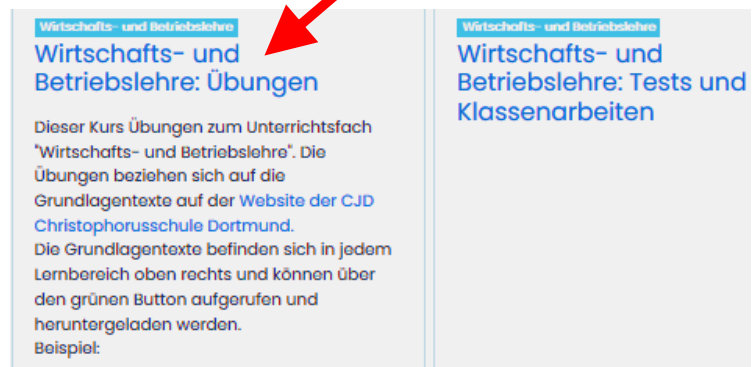 Wirtschafts- und Betriebslehre
Wirtschafts- und
Betriebslehre: Übungen
Dieser Kurs Übungen zum Unterrichtsfach
"Wirtschafts- und Betriebslehre". Die
Übungen beziehen sich auf die
Grundlagentexte auf der Website der CJD
Christophorusschule Dortmund.
Die Grundlagentexte befinden sich in jedem
Lernbereich oben rechts und können über
den grünen Button aufgerufen und
heruntergeladen werden.
Beispiel:
Wirtschafts- und Betriebslehre
Wirtschafts- und
Betriebslehre: Tests und
Klassenarbeiten